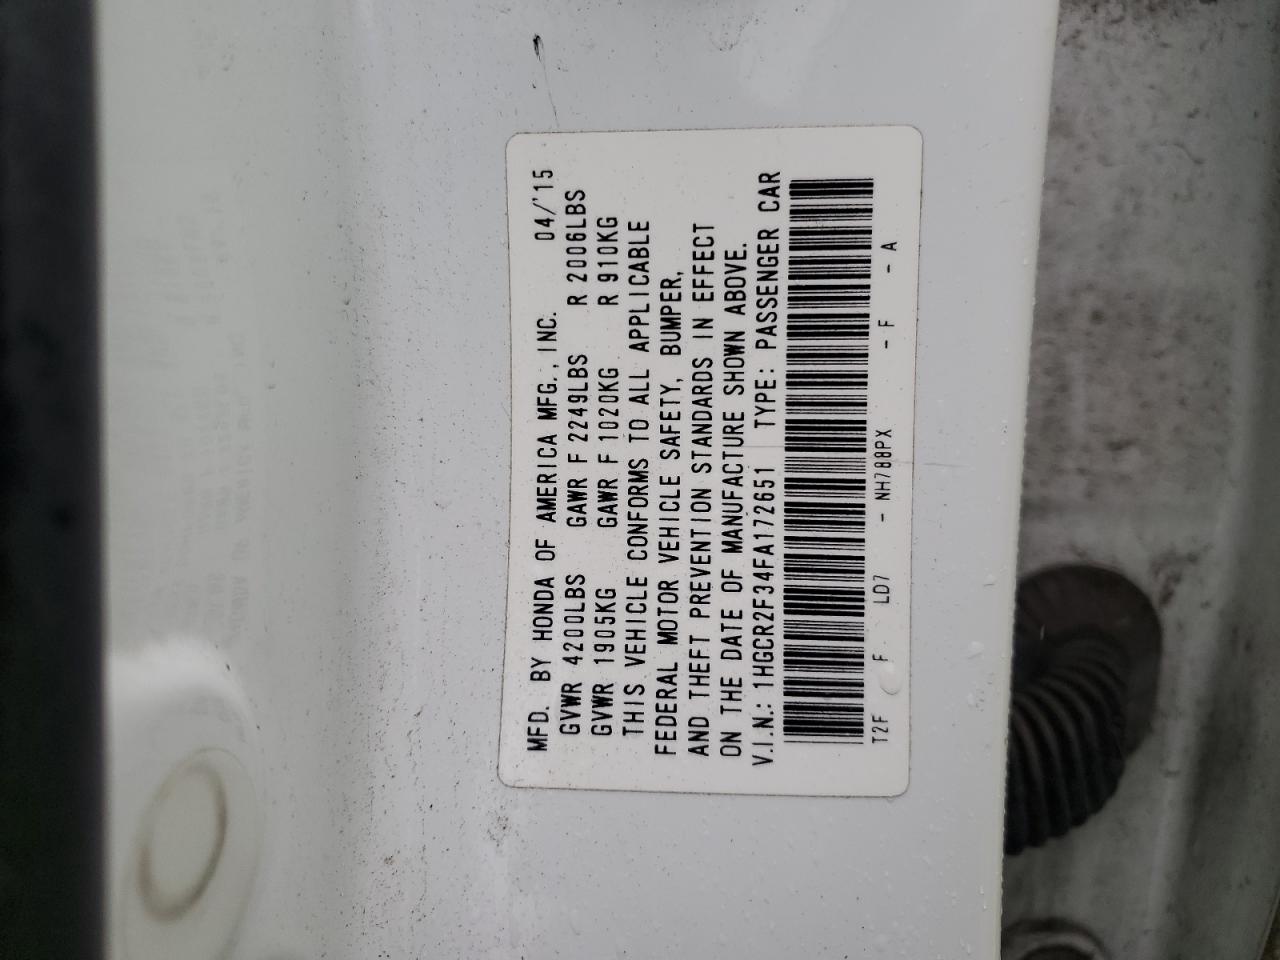 MFD. BY HONDA OF AMERICA MFG.,INC. 04/'15
GVWR 4200LBS GAWR F 2249LBS R 2006LBS
GVWR 1905KG GAWR F 1020KG R 910KG
THIS VEHICLE CONFORMS TO ALL APPLICABLE
FEDERAL MOTOR VEHICLE SAFETY, BUMPER,
AND THEFT PREVENTION STANDARDS IN EFFECT
ON THE DATE OF MANUFACTURE SHOWN ABOVE.
V.I.N.: 1HGCR2F34FA172651 TYPE: PASSENGER CAR
T2F F LD7 - NH788PX - F - A